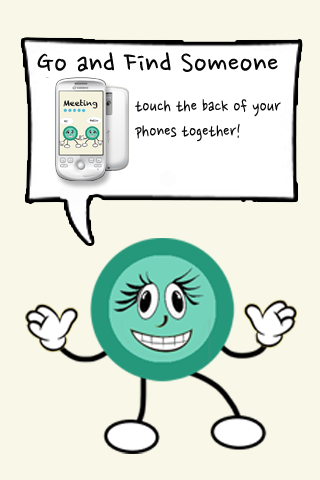 Go and Find Someone
Meeting
touch the back of your
phones together!